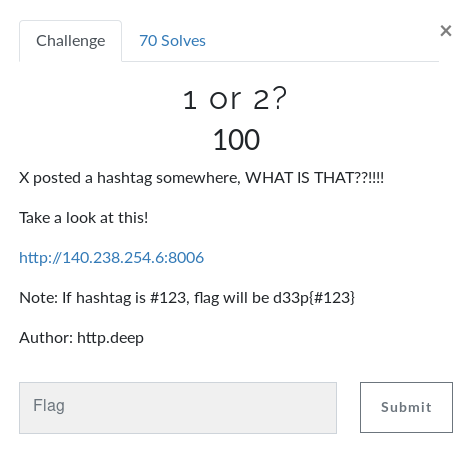 Challenge 70 Solves ×
1 or 2?
100
X posted a hashtag somewhere, WHAT IS THAT??!!!!
Take a look at this!
http://140.238.254.6:8006
Note: If hashtag is #123, flag will be d33p{#123}
Author: http.deep
Flag Submit